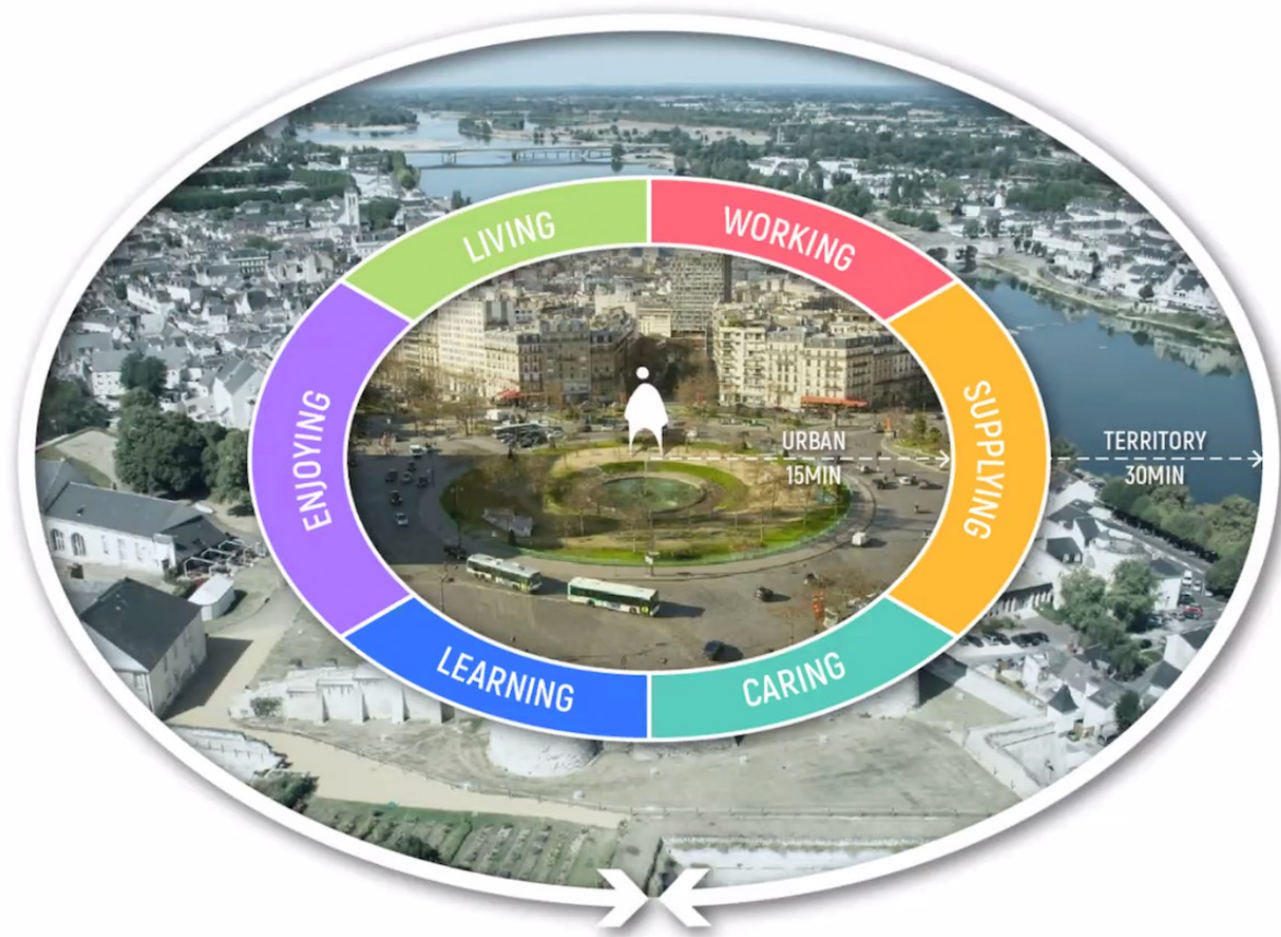 LIVING
WORKING
ENJOYING
SUPPLYING
URBAN
15MIN
TERRITORY
30MIN
LEARNING
CARING